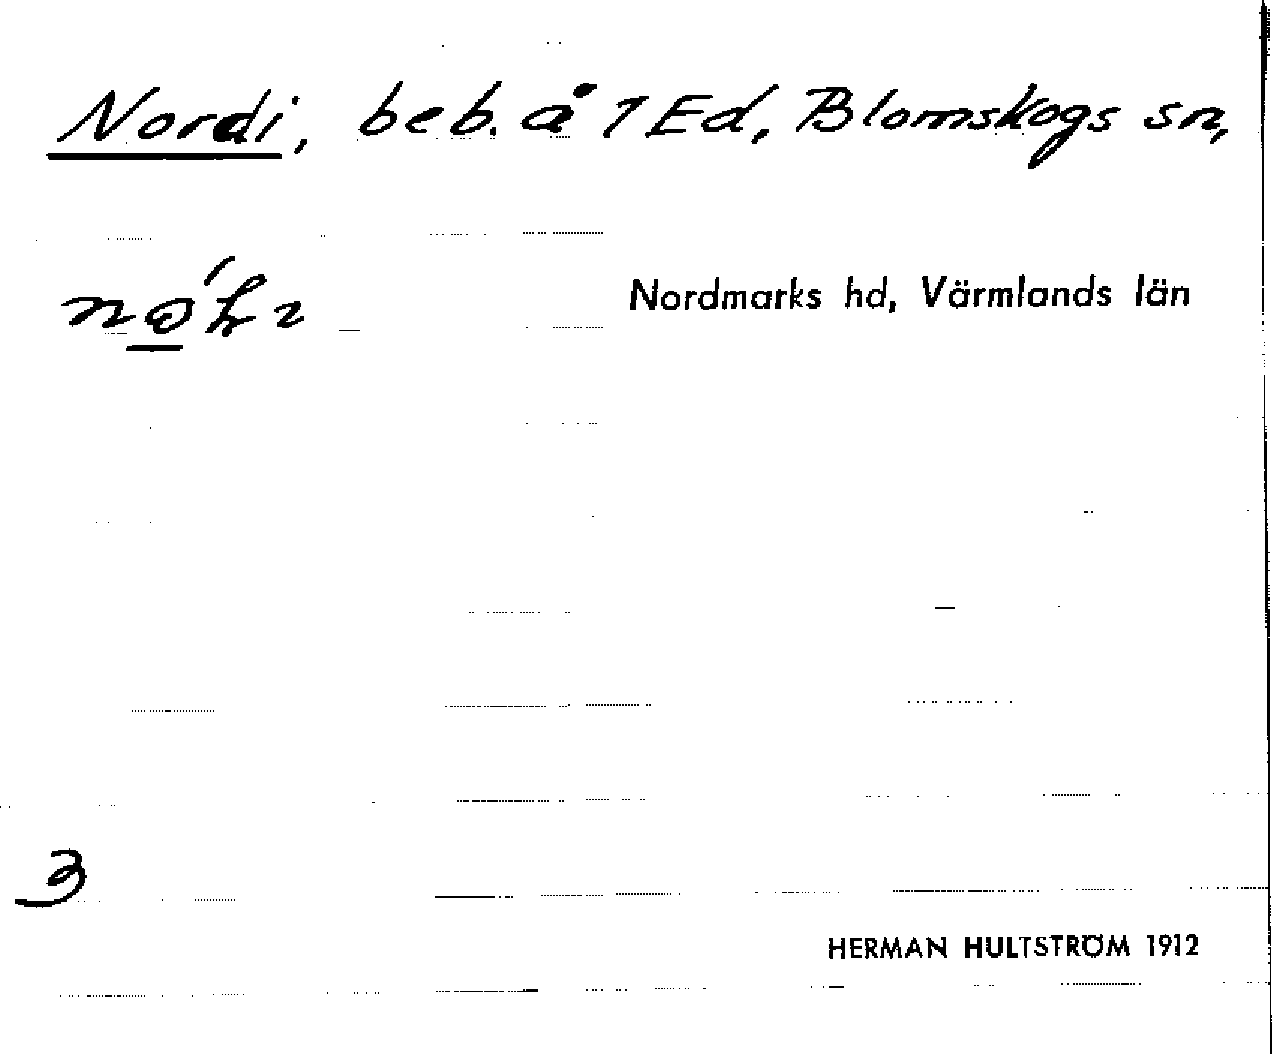 Nordi, beb. å 1 Ed, Blomskogs sn,
Nordmarks hd, Värmlands län
3
HERMAN HULTSTRÖM 1912